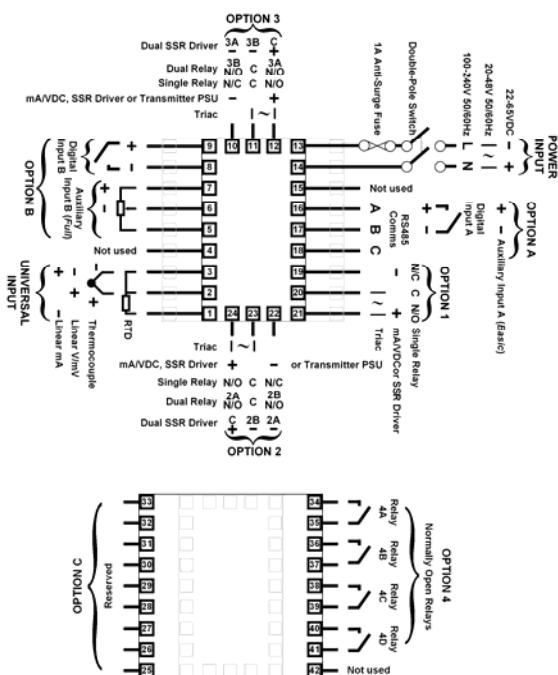 OPTION 3
Dual SSR Driver 3A 3B C
− − +
Dual Relay 3B N/O C 3A N/O
Single Relay N/C C N/O
mA/VDC, SSR Driver or Transmitter PSU − +
Triac | ~ |
1A Anti-Surge Fuse
Double-Pole Switch
100-240V 50/60Hz L N
20-48V 50/60Hz | ~ |
22-65VDC − +
POWER INPUT
9 10 11 12 13
8 14
7 15
6 16
5 17
4 18
3 19
2 20
1 24 23 22 21
Digital Input B + −
Auxiliary Input B (Full) + −
OPTION B
Not used
UNIVERSAL INPUT
RTD
Thermocouple − +
Linear V/mV +
Linear mA + −
Not used
A B C
RS485 Comms
Digital Input A + −
Auxiliary Input A (Basic) + −
OPTION A
OPTION 1
N/C C N/O Single Relay
− + mA/VDC or SSR Driver
| ~ | Triac
Triac | ~ |
mA/VDC, SSR Driver + − or Transmitter PSU
Single Relay N/O C N/C
Dual Relay 2A N/O C 2B N/O
Dual SSR Driver C 2B 2A
+ − −
OPTION 2
33 34
32 35
31 36
30 37
29 38
28 39
27 40
26 41
25 42
Reserved
OPTION C
Relay 4A
Relay 4B
Relay 4C
Relay 4D
Normally Open Relays
OPTION 4
Not used